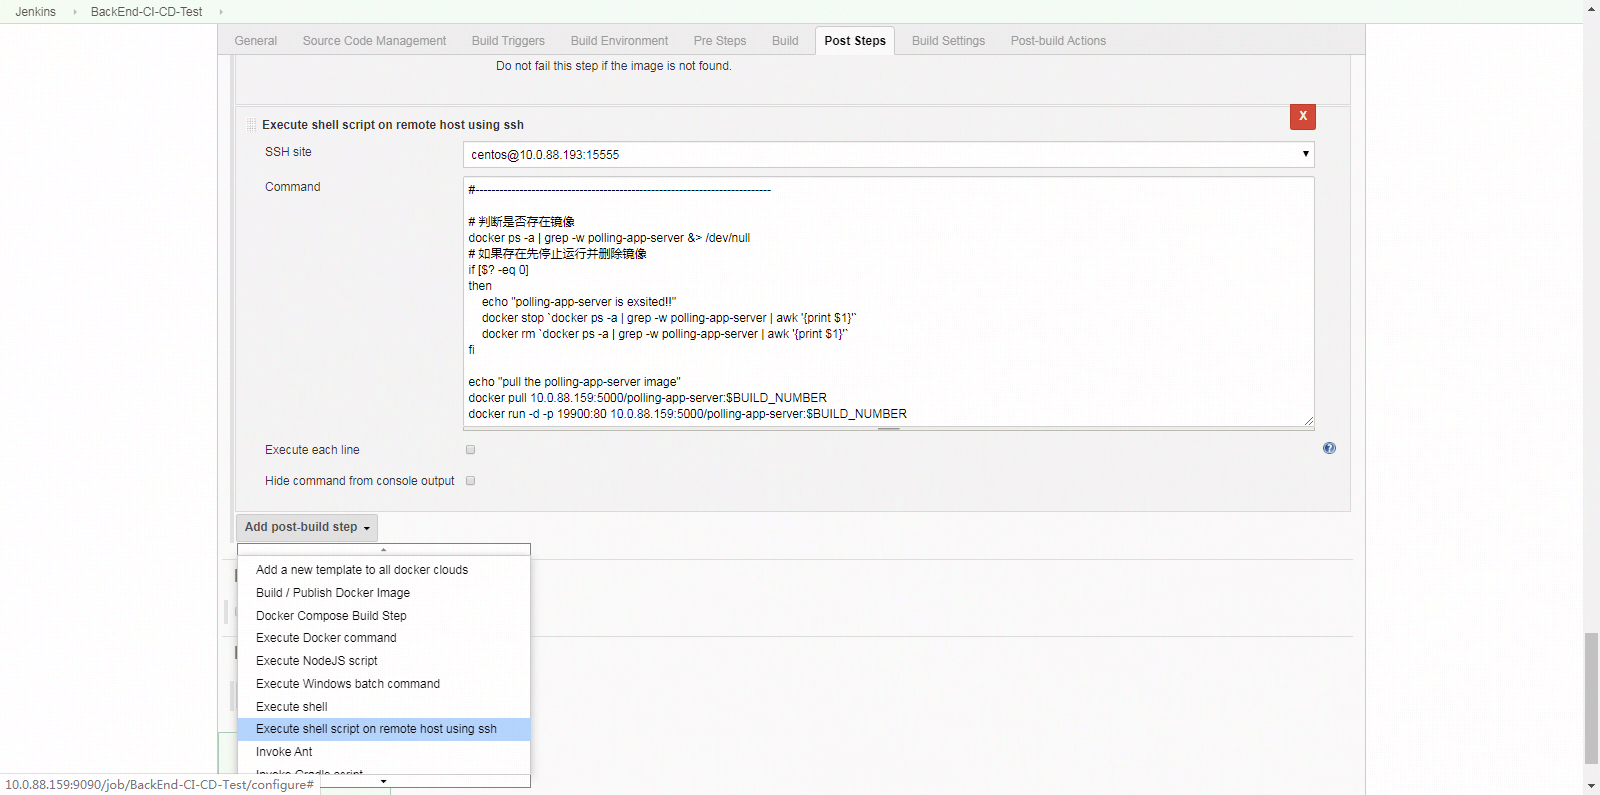 Jenkins
BackEnd-CI-CD-Test
General
Source Code Management
Build Triggers
Build Environment
Pre Steps
Build
Post Steps
Build Settings
Post-build Actions
Do not fail this step if the image is not found.
Execute shell script on remote host using ssh
X
SSH site
centos@10.0.88.193:15555
Command
#--------------------------------------------------------------------------
# 判断是否存在镜像
docker ps -a | grep -w polling-app-server &> /dev/null
# 如果存在先停止运行并删除镜像
if [$? -eq 0]
then
echo "polling-app-server is exsited!!"
docker stop `docker ps -a | grep -w polling-app-server | awk '{print $1}'`
docker rm `docker ps -a | grep -w polling-app-server | awk '{print $1}'`
fi
echo "pull the polling-app-server image"
docker pull 10.0.88.159:5000/polling-app-server:$BUILD_NUMBER
docker run -d -p 19900:80 10.0.88.159:5000/polling-app-server:$BUILD_NUMBER
Execute each line
Hide command from console output
Add post-build step
Add a new template to all docker clouds
Build / Publish Docker Image
Docker Compose Build Step
Execute Docker command
Execute NodeJS script
Execute Windows batch command
Execute shell
Execute shell script on remote host using ssh
Invoke Ant
Invoke Gradle script
10.0.88.159:9090/job/BackEnd-CI-CD-Test/configure#